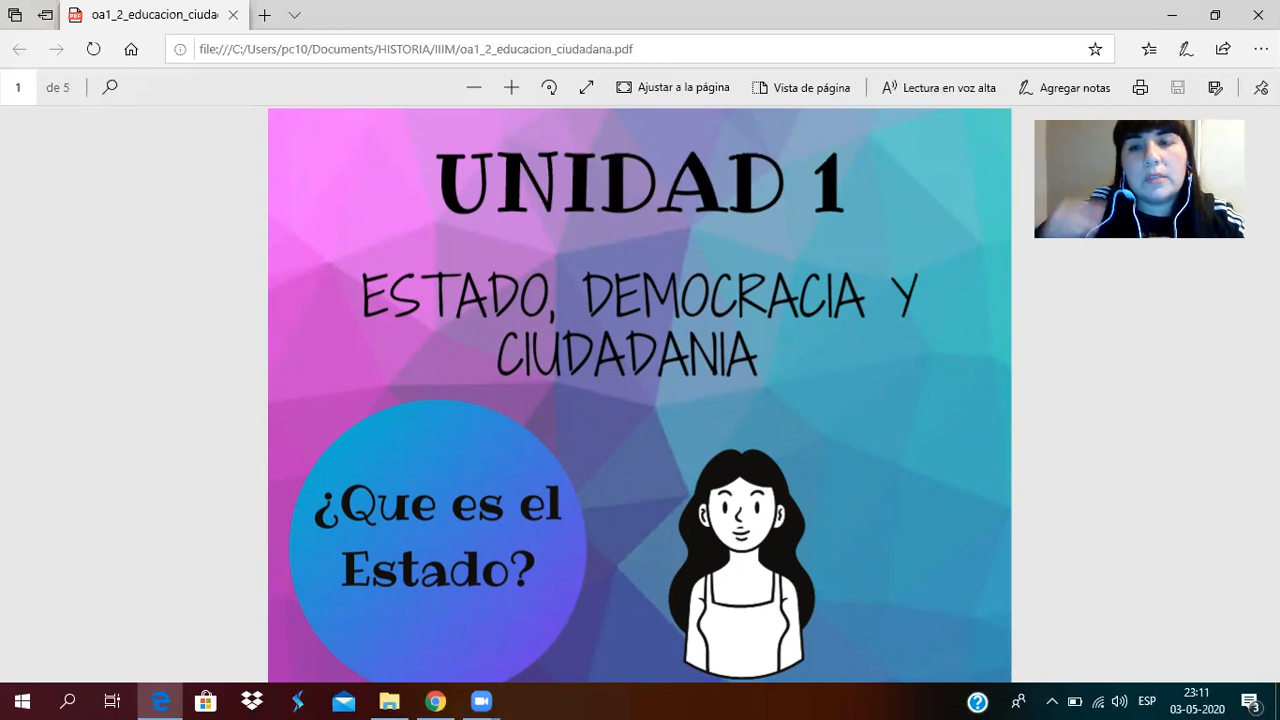 oa1_2_educacion_ciuda
file:///C:/Users/pc10/Documents/HISTORIA/IIIM/oa1_2_educacion_ciudadana.pdf
1 de 5
Ajustar a la página
Vista de página
Lectura en voz alta
Agregar notas
UNIDAD 1
ESTADO, DEMOCRACIA Y
CIUDADANIA
¿Que es el
Estado?
ESP
23:11
03-05-2020
3